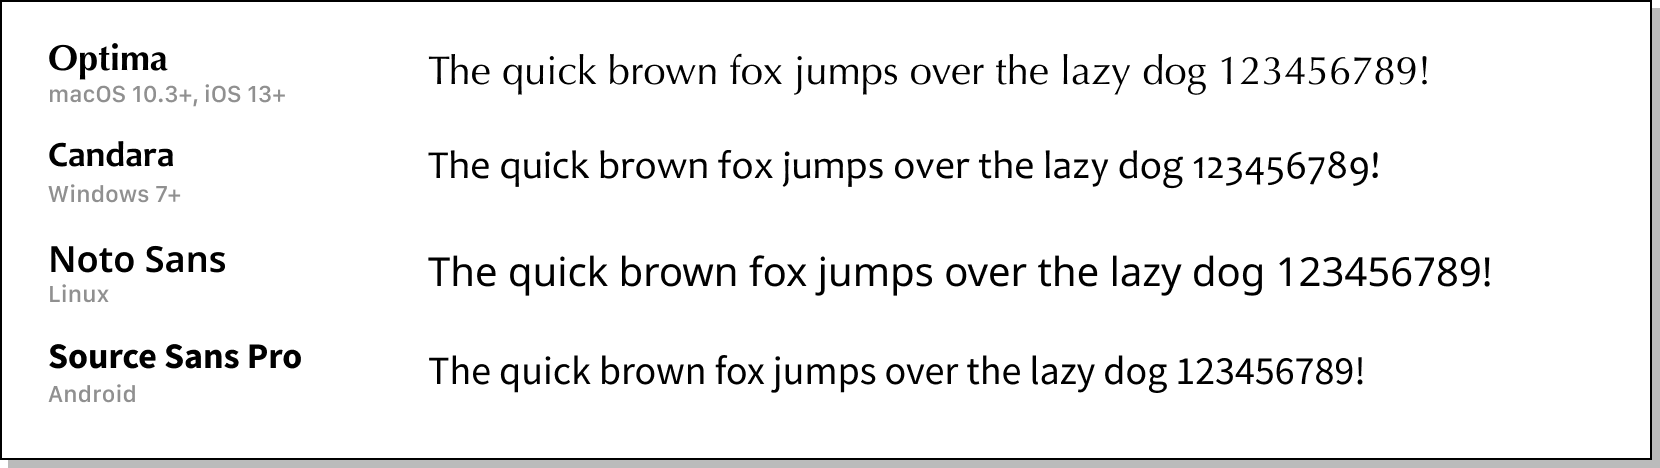 Optima
macOS 10.3+, iOS 13+
The quick brown fox jumps over the lazy dog 123456789!
Candara
Windows 7+
The quick brown fox jumps over the lazy dog 123456789!
Noto Sans
Linux
The quick brown fox jumps over the lazy dog 123456789!
Source Sans Pro
Android
The quick brown fox jumps over the lazy dog 123456789!